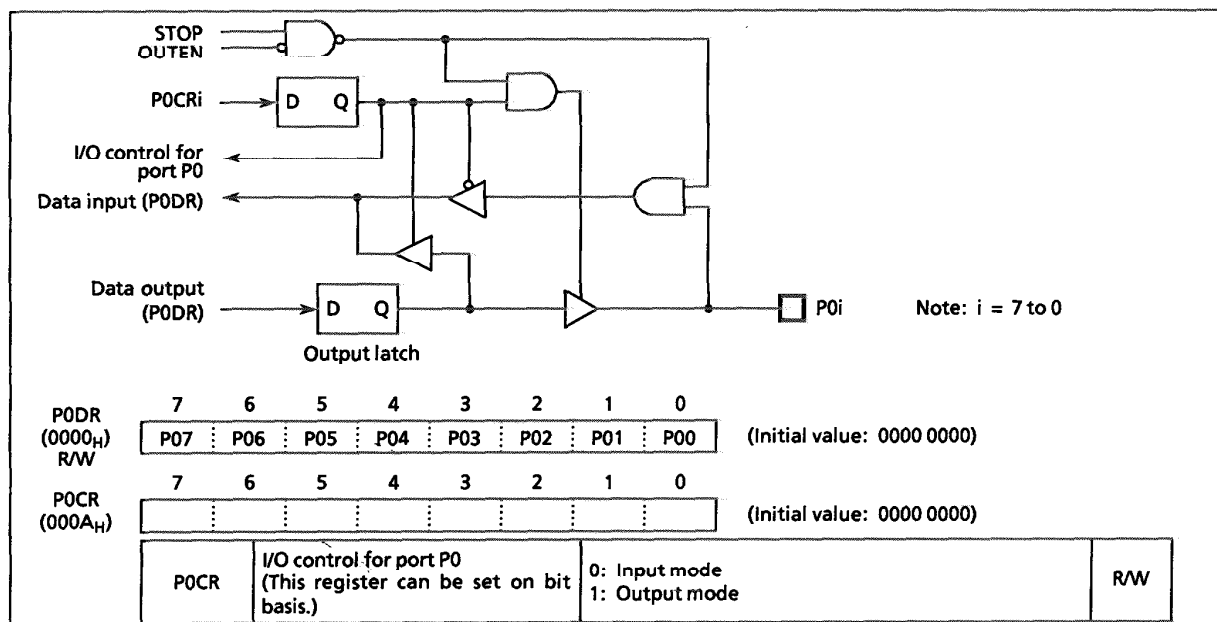 STOP
OUTEN
P0CRi
D Q
I/O control for
port P0
Data input (P0DR)
Data output
(P0DR)
D Q
Output latch
P0i
Note: i = 7 to 0
7 6 5 4 3 2 1 0
P0DR
(0000H)
R/W
P07 P06 P05 P04 P03 P02 P01 P00
(Initial value: 0000 0000)
7 6 5 4 3 2 1 0
P0CR
(000AH)
(Initial value: 0000 0000)
P0CR
I/O control for port P0
(This register can be set on bit
basis.)
0: Input mode
1: Output mode
R/W